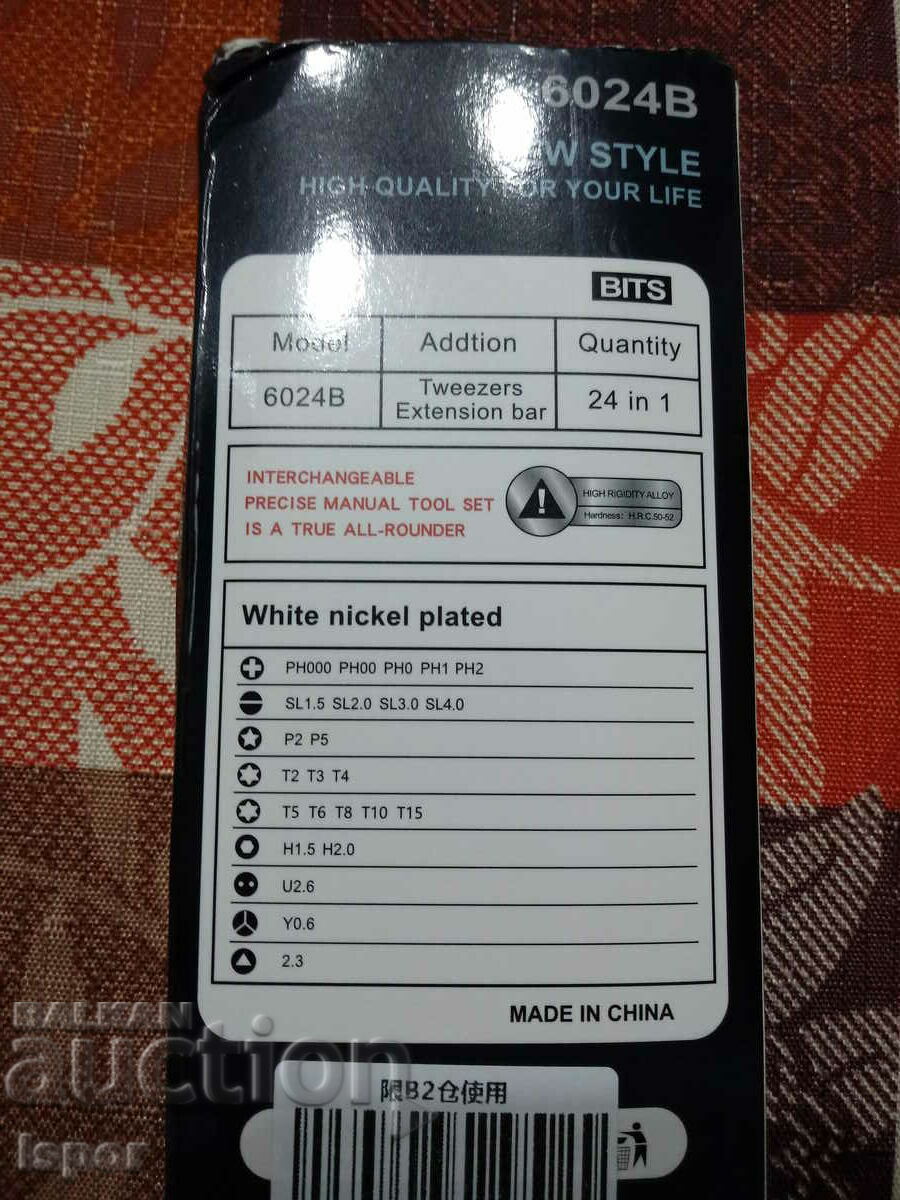 6024B
W STYLE
HIGH QUALITY FOR YOUR LIFE
BITS
Model Addtion Quantity
6024B Tweezers Extension bar 24 in 1
INTERCHANGEABLE
PRECISE MANUAL TOOL SET
IS A TRUE ALL-ROUNDER
HIGH RIGIDITY ALLOY
Hardness: H.R.C.50-52
White nickel plated
PH000 PH00 PH0 PH1 PH2
SL1.5 SL2.0 SL3.0 SL4.0
P2 P5
T2 T3 T4
T5 T6 T8 T10 T15
H1.5 H2.0
U2.6
Y0.6
2.3
MADE IN CHINA
限B2仓使用
BALKAN
auction
Ispor